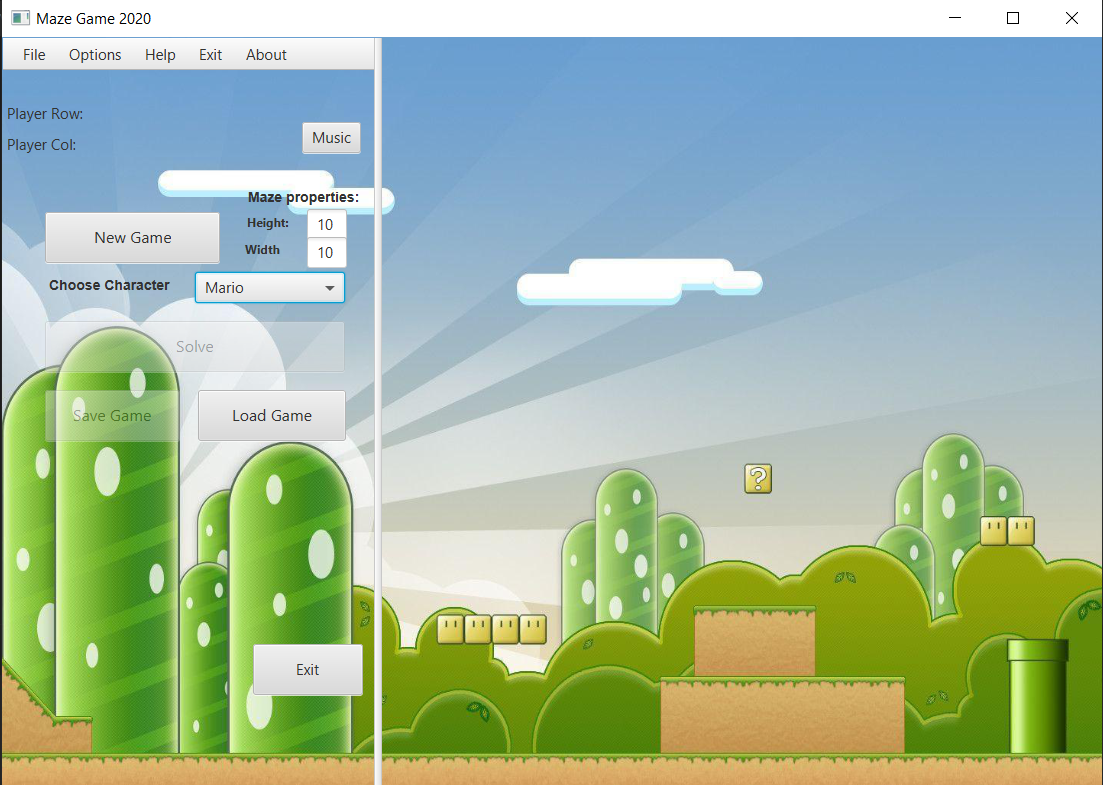 Maze Game 2020
File Options Help Exit About
Player Row:
Music
Player Col:
Maze properties:
New Game
Height: 10
Width 10
Choose Character Mario
Solve
Save Game Load Game
?
Exit